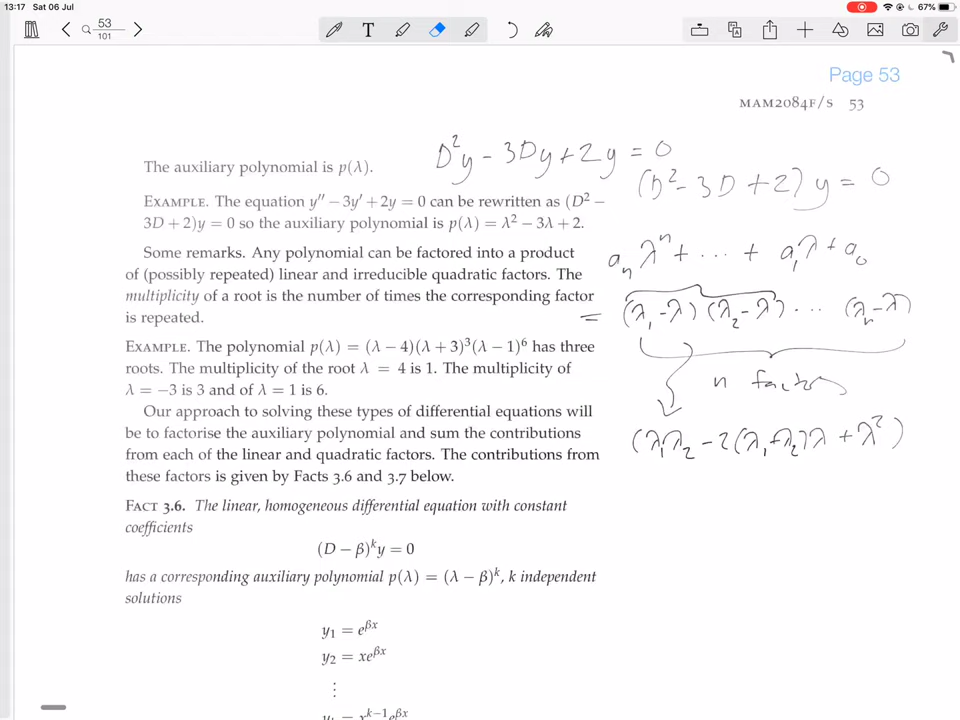 13:17 Sat 06 Jul
67%
53
101
T
Page 53
MAM2084F/S 53
The auxiliary polynomial is p(λ).
D²y - 3Dy + 2y = 0
(D² - 3D + 2) y = 0
EXAMPLE. The equation y″ − 3y′ + 2y = 0 can be rewritten as (D² −
3D + 2)y = 0 so the auxiliary polynomial is p(λ) = λ² − 3λ + 2.
Some remarks. Any polynomial can be factored into a product
of (possibly repeated) linear and irreducible quadratic factors. The
multiplicity of a root is the number of times the corresponding factor
is repeated.
aₙλⁿ + ... + a₁λ + a₀
= (λ₁ - λ)(λ₂ - λ) ... (λₙ - λ)
EXAMPLE. The polynomial p(λ) = (λ − 4)(λ + 3)³(λ − 1)⁶ has three
roots. The multiplicity of the root λ = 4 is 1. The multiplicity of
λ = −3 is 3 and of λ = 1 is 6.
n factors
Our approach to solving these types of differential equations will
be to factorise the auxiliary polynomial and sum the contributions
from each of the linear and quadratic factors. The contributions from
these factors is given by Facts 3.6 and 3.7 below.
(λ₁λ₂ - 2(λ₁+λ₂)λ + λ²)
FACT 3.6. The linear, homogeneous differential equation with constant
coefficients
(D − β)ᵏy = 0
has a corresponding auxiliary polynomial p(λ) = (λ − β)ᵏ, k independent
solutions
y₁ = e^{βx}
y₂ = xe^{βx}
⋮
y_k = x^{k−1}e^{βx}